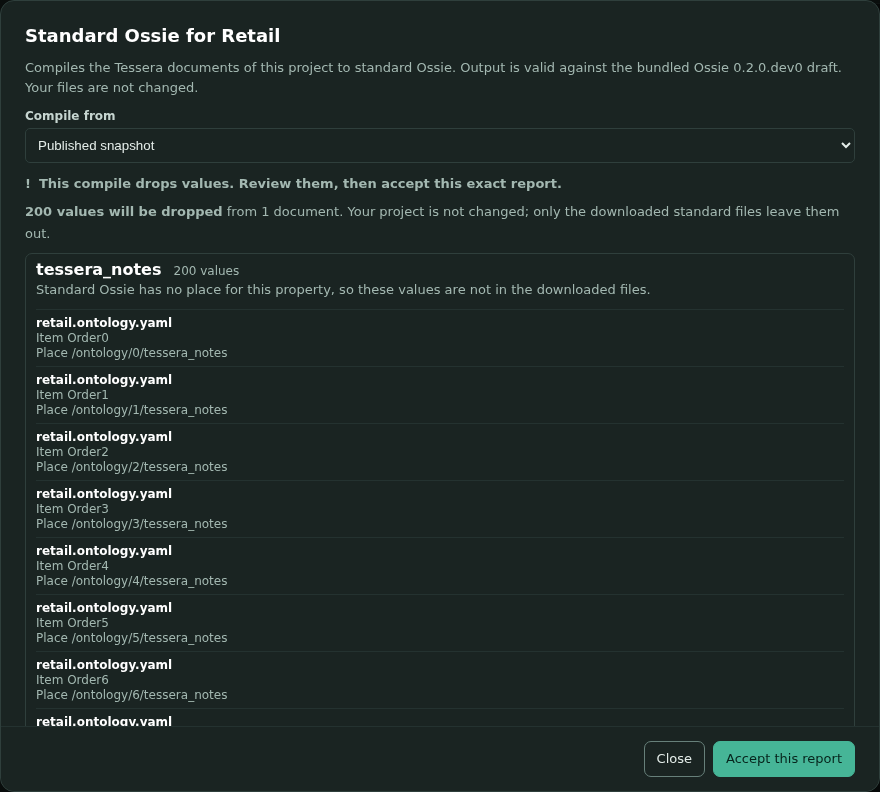 Standard Ossie for Retail
Compiles the Tessera documents of this project to standard Ossie. Output is valid against the bundled Ossie 0.2.0.dev0 draft.
Your files are not changed.
Compile from
Published snapshot
! This compile drops values. Review them, then accept this exact report.
200 values will be dropped from 1 document. Your project is not changed; only the downloaded standard files leave them
out.
tessera_notes 200 values
Standard Ossie has no place for this property, so these values are not in the downloaded files.
retail.ontology.yaml
Item Order0
Place /ontology/0/tessera_notes
retail.ontology.yaml
Item Order1
Place /ontology/1/tessera_notes
retail.ontology.yaml
Item Order2
Place /ontology/2/tessera_notes
retail.ontology.yaml
Item Order3
Place /ontology/3/tessera_notes
retail.ontology.yaml
Item Order4
Place /ontology/4/tessera_notes
retail.ontology.yaml
Item Order5
Place /ontology/5/tessera_notes
retail.ontology.yaml
Item Order6
Place /ontology/6/tessera_notes
retail.ontology.yaml
Close
Accept this report